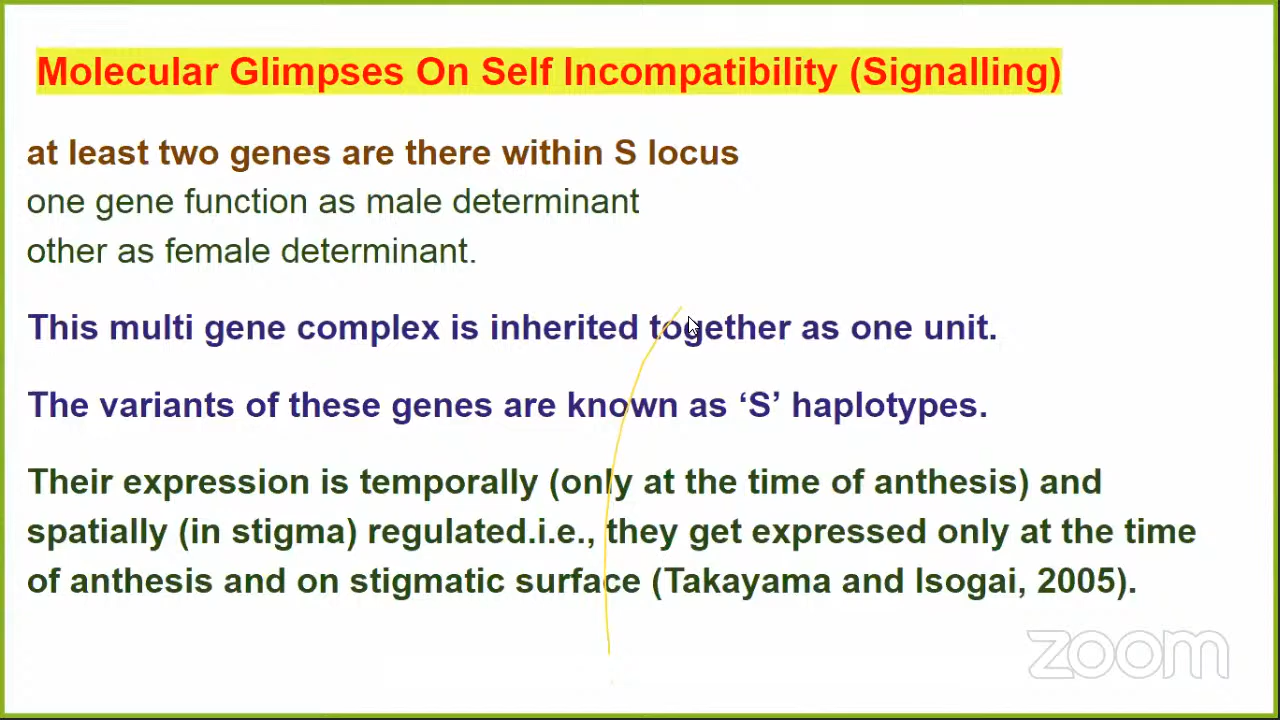 Molecular Glimpses On Self Incompatibility (Signalling)
at least two genes are there within S locus
one gene function as male determinant
other as female determinant.
This multi gene complex is inherited together as one unit.
The variants of these genes are known as ‘S’ haplotypes.
Their expression is temporally (only at the time of anthesis) and
spatially (in stigma) regulated.i.e., they get expressed only at the time
of anthesis and on stigmatic surface (Takayama and Isogai, 2005).
zoom